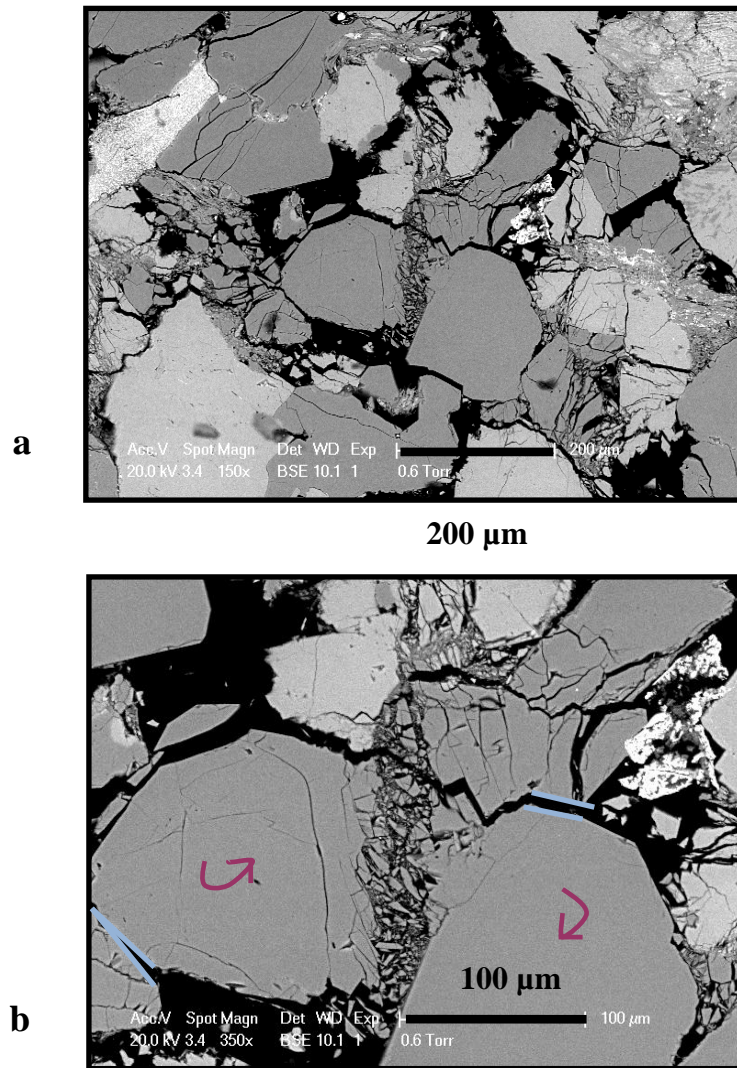 a
Acc.V Spot Magn Det WD Exp 200 µm
20.0 kV 3.4 150x BSE 10.1 1 0.6 Torr
200 µm
100 µm
b
Acc.V Spot Magn Det WD Exp 100 µm
20.0 kV 3.4 350x BSE 10.1 1 0.6 Torr